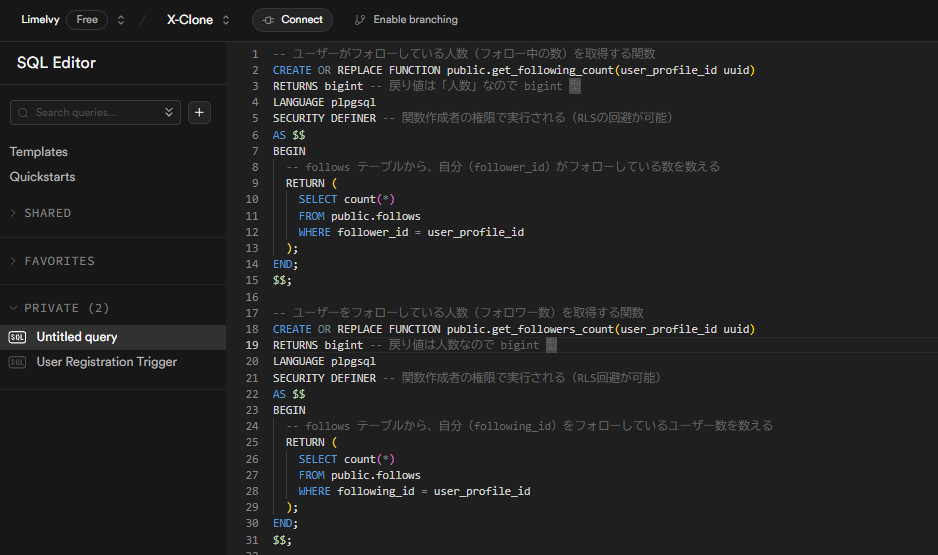 Limelvy Free / X-Clone Connect Enable branching
SQL Editor
Search queries...
Templates
Quickstarts
SHARED
FAVORITES
PRIVATE (2)
SQL Untitled query
SQL User Registration Trigger
1 -- ユーザーがフォローしている人数（フォロー中の数）を取得する関数
2 CREATE OR REPLACE FUNCTION public.get_following_count(user_profile_id uuid)
3 RETURNS bigint -- 戻り値は「人数」なので bigint 型
4 LANGUAGE plpgsql
5 SECURITY DEFINER -- 関数作成者の権限で実行される（RLSの回避が可能）
6 AS $$
7 BEGIN
8 -- follows テーブルから、自分（follower_id）がフォローしている数を数える
9 RETURN (
10 SELECT count(*)
11 FROM public.follows
12 WHERE follower_id = user_profile_id
13 );
14 END;
15 $$;
16
17 -- ユーザーをフォローしている人数（フォロワー数）を取得する関数
18 CREATE OR REPLACE FUNCTION public.get_followers_count(user_profile_id uuid)
19 RETURNS bigint -- 戻り値は人数なので bigint 型
20 LANGUAGE plpgsql
21 SECURITY DEFINER -- 関数作成者の権限で実行される（RLSの回避が可能）
22 AS $$
23 BEGIN
24 -- follows テーブルから、自分（following_id）をフォローしているユーザー数を数える
25 RETURN (
26 SELECT count(*)
27 FROM public.follows
28 WHERE following_id = user_profile_id
29 );
30 END;
31 $$;
32